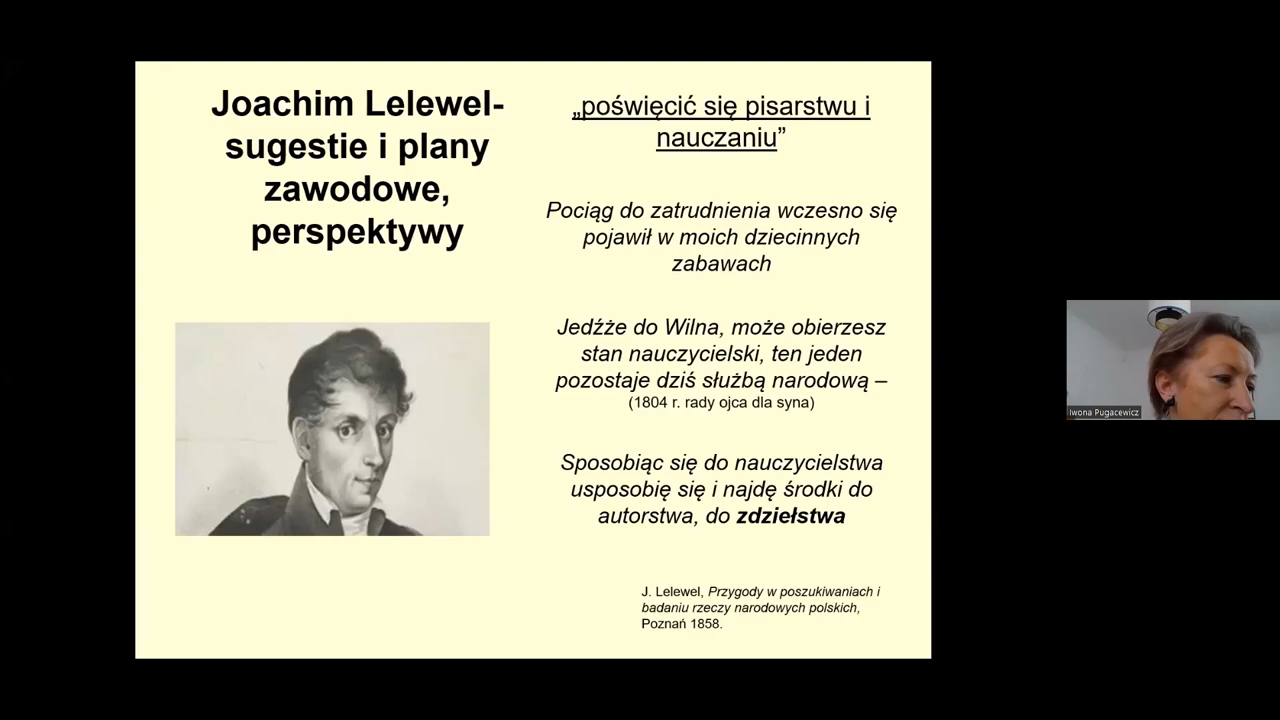 Joachim Lelewel-
sugestie i plany
zawodowe,
perspektywy
„poświęcić się pisarstwu i
nauczaniu”
Pociąg do zatrudnienia wczesno się
pojawił w moich dziecinnych
zabawach
Jedźże do Wilna, może obierzesz
stan nauczycielski, ten jeden
pozostaje dziś służbą narodową –
(1804 r. rady ojca dla syna)
Sposobiąc się do nauczycielstwa
usposobię się i najdę środki do
autorstwa, do zdziełstwa
J. Lelewel, Przygody w poszukiwaniach i
badaniu rzeczy narodowych polskich,
Poznań 1858.
Iwona Pugacewicz